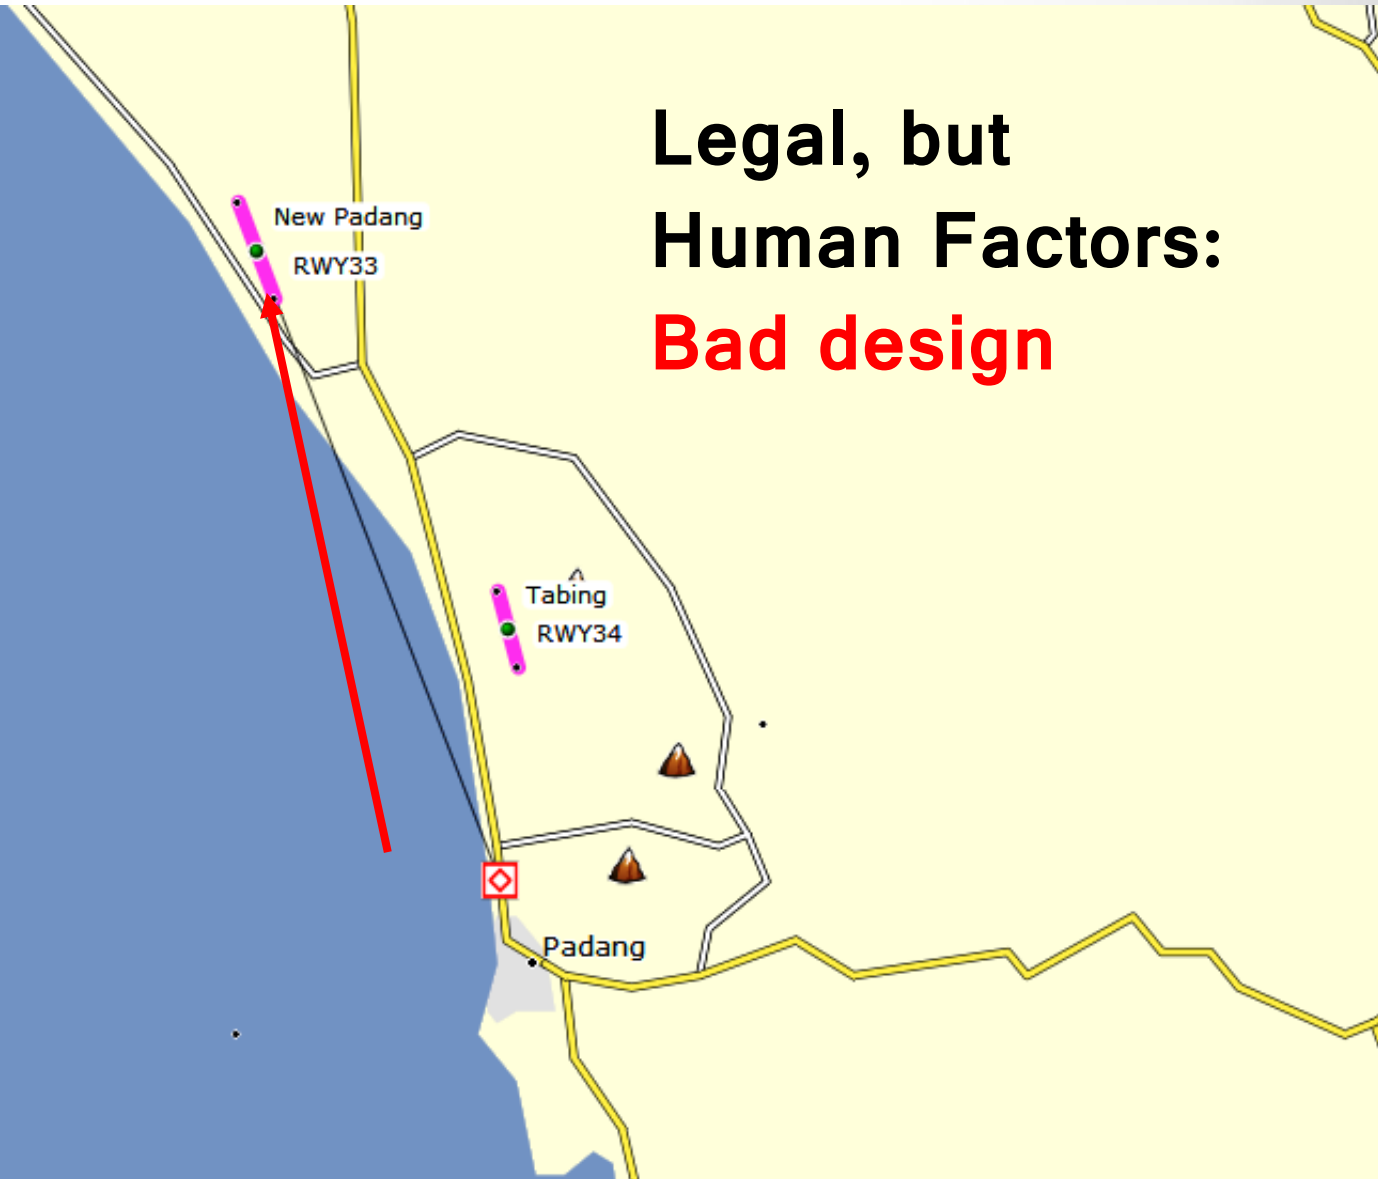 Legal, but
Human Factors:
Bad design
New Padang
RWY33
Tabing
RWY34
Padang